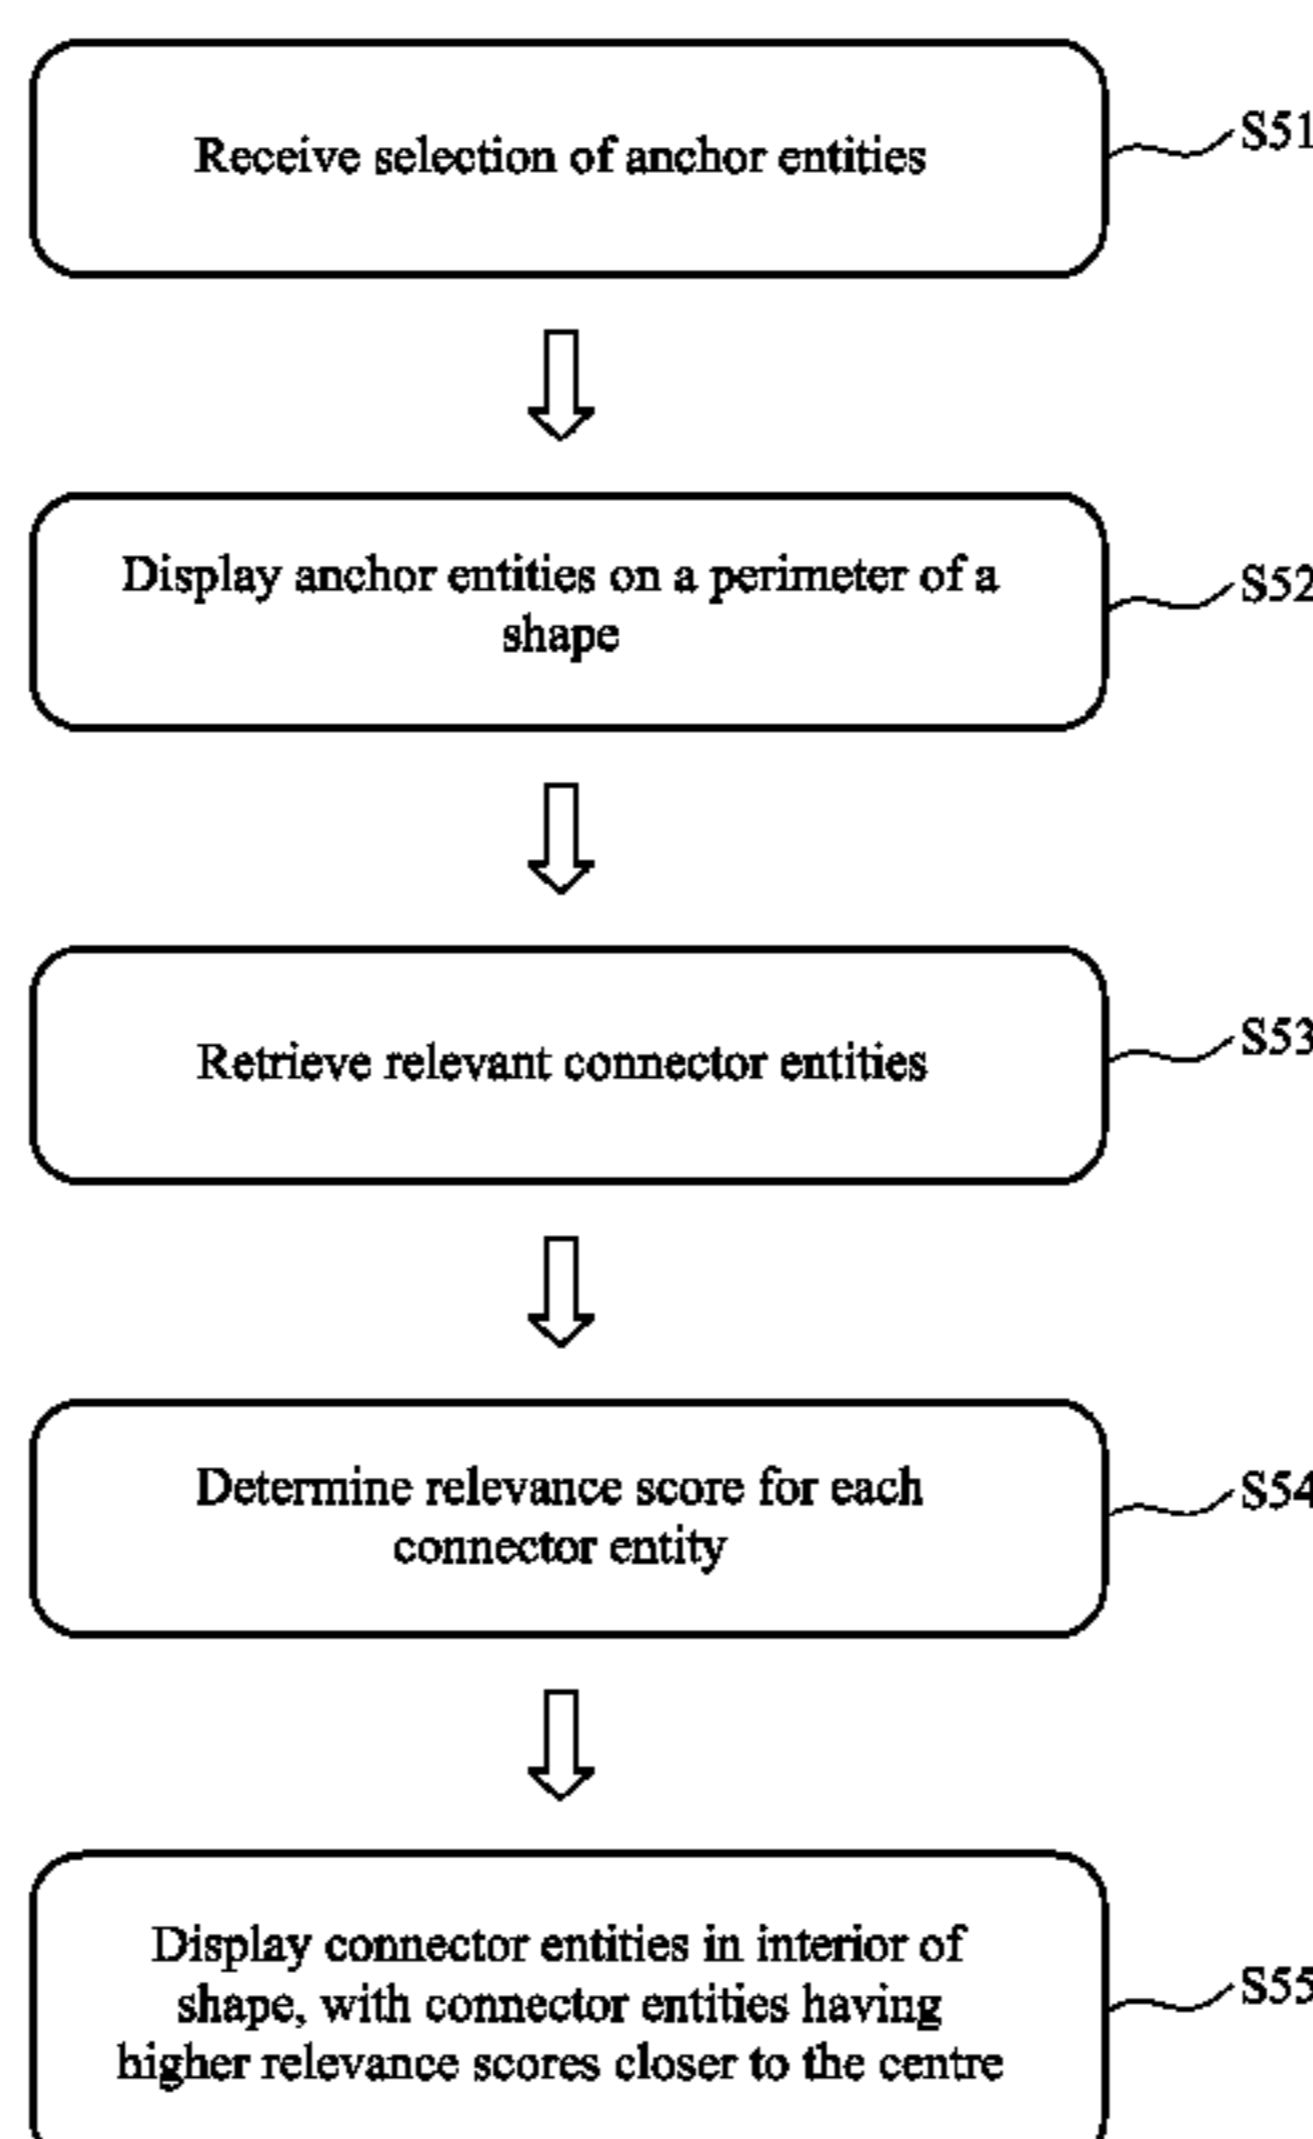 Receive selection of anchor entities
S51
Display anchor entities on a perimeter of a
shape
S52
Retrieve relevant connector entities
S53
Determine relevance score for each
connector entity
S54
Display connector entities in interior of
shape, with connector entities having
higher relevance scores closer to the centre
S55